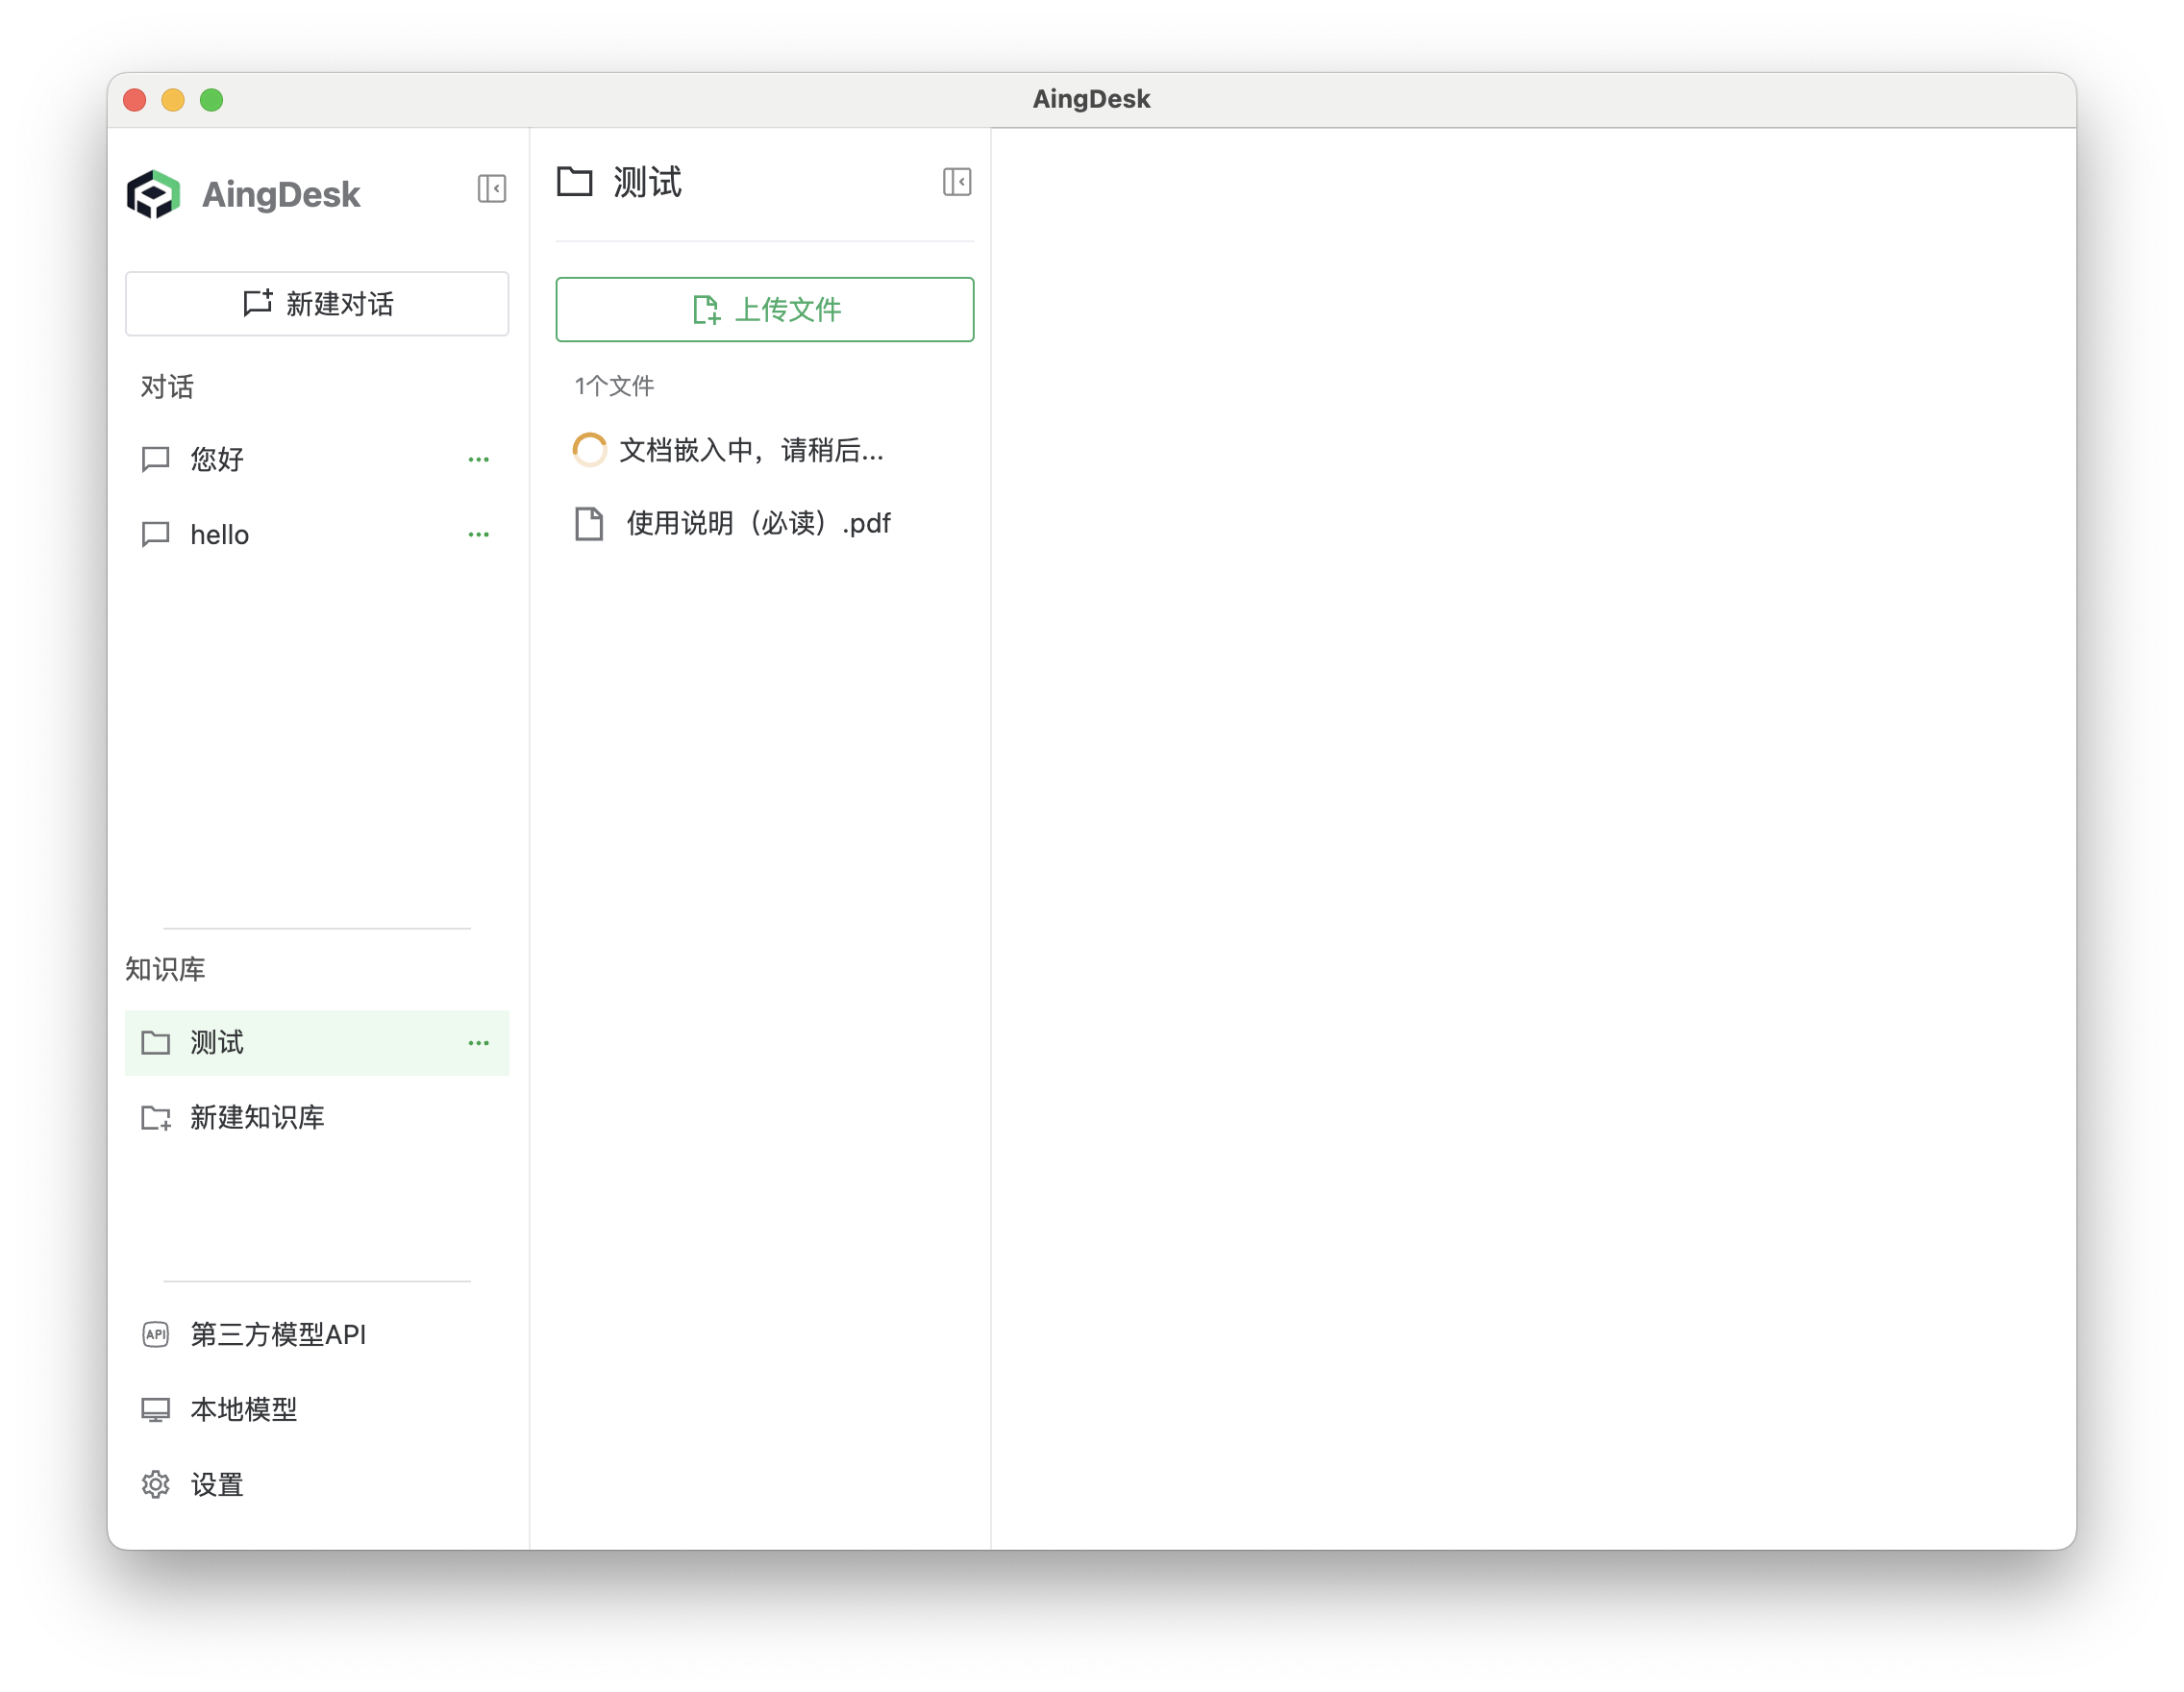 AingDesk
AingDesk
新建对话
对话
您好
hello
知识库
测试
新建知识库
API
第三方模型API
本地模型
设置
测试
上传文件
1个文件
文档嵌入中，请稍后...
使用说明（必读）.pdf